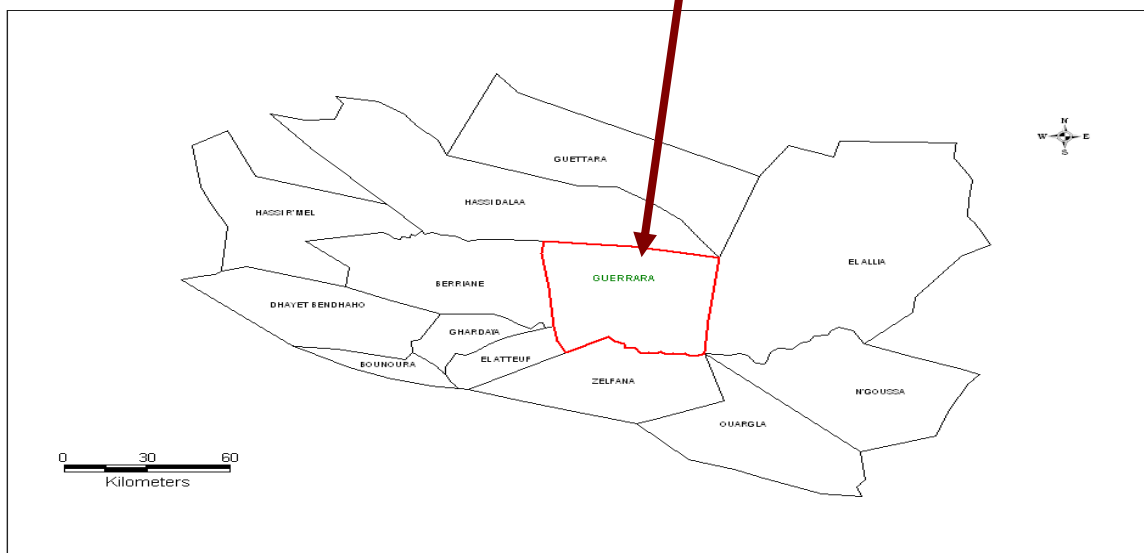 N
W E
S
GUETTARA
HASSI DALAA
HASSI R'MEL
EL ALLIA
GUERRARA
BERRIANE
DHAYET BENDHAHO
GHARDAYA
EL ATTEUF
BOUNOURA
ZELFANA
N'GOUSSA
OUARGLA
0 30 60
Kilometers